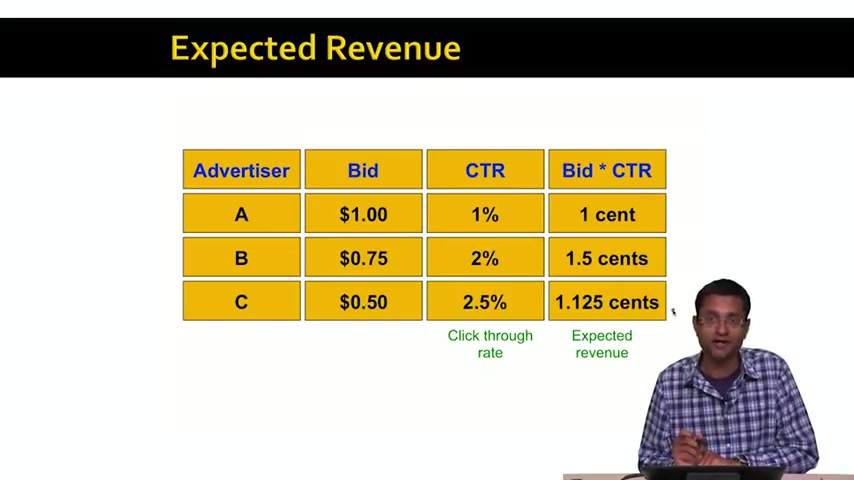 Expected Revenue
Advertiser Bid CTR Bid * CTR
A $1.00 1% 1 cent
B $0.75 2% 1.5 cents
C $0.50 2.5% 1.125 cents
Click through Expected
rate revenue